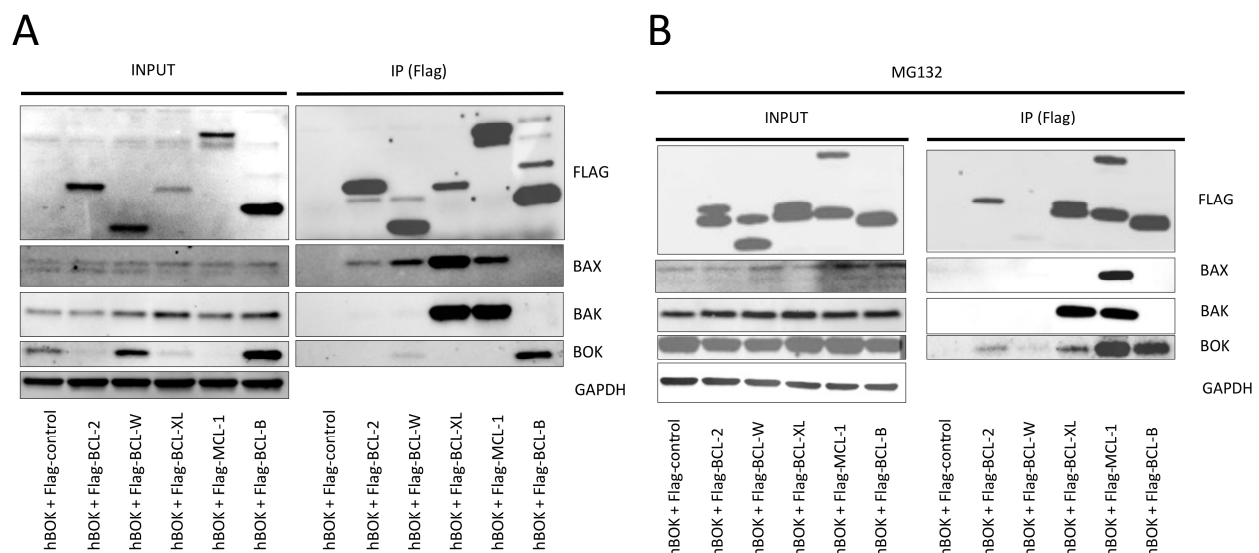 A
INPUT
IP (Flag)
FLAG
BAX
BAK
BOK
GAPDH
hBOK + Flag-control
hBOK + Flag-BCL-2
hBOK + Flag-BCL-W
hBOK + Flag-BCL-XL
hBOK + Flag-MCL-1
hBOK + Flag-BCL-B
hBOK + Flag-control
hBOK + Flag-BCL-2
hBOK + Flag-BCL-W
hBOK + Flag-BCL-XL
hBOK + Flag-MCL-1
hBOK + Flag-BCL-B
B
MG132
INPUT
IP (Flag)
FLAG
BAX
BAK
BOK
GAPDH
hBOK + Flag-control
hBOK + Flag-BCL-2
hBOK + Flag-BCL-W
hBOK + Flag-BCL-XL
hBOK + Flag-MCL-1
hBOK + Flag-BCL-B
hBOK + Flag-control
hBOK + Flag-BCL-2
hBOK + Flag-BCL-W
hBOK + Flag-BCL-XL
hBOK + Flag-MCL-1
hBOK + Flag-BCL-B